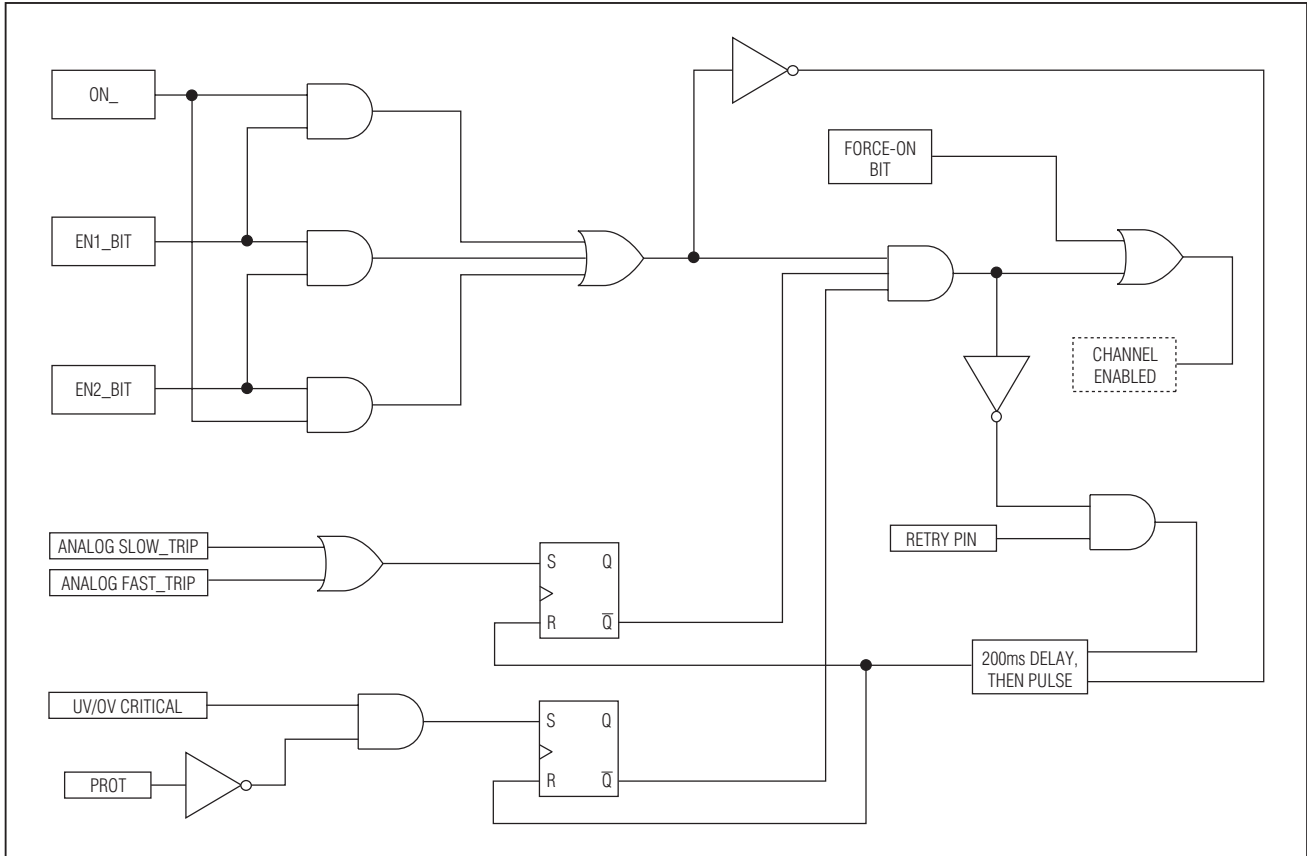 ON_
FORCE-ON
BIT
EN1_BIT
CHANNEL
ENABLED
EN2_BIT
RETRY PIN
ANALOG SLOW_TRIP
ANALOG FAST_TRIP
S Q
R Q̅
200ms DELAY,
THEN PULSE
UV/OV CRITICAL
S Q
R Q̅
PROT